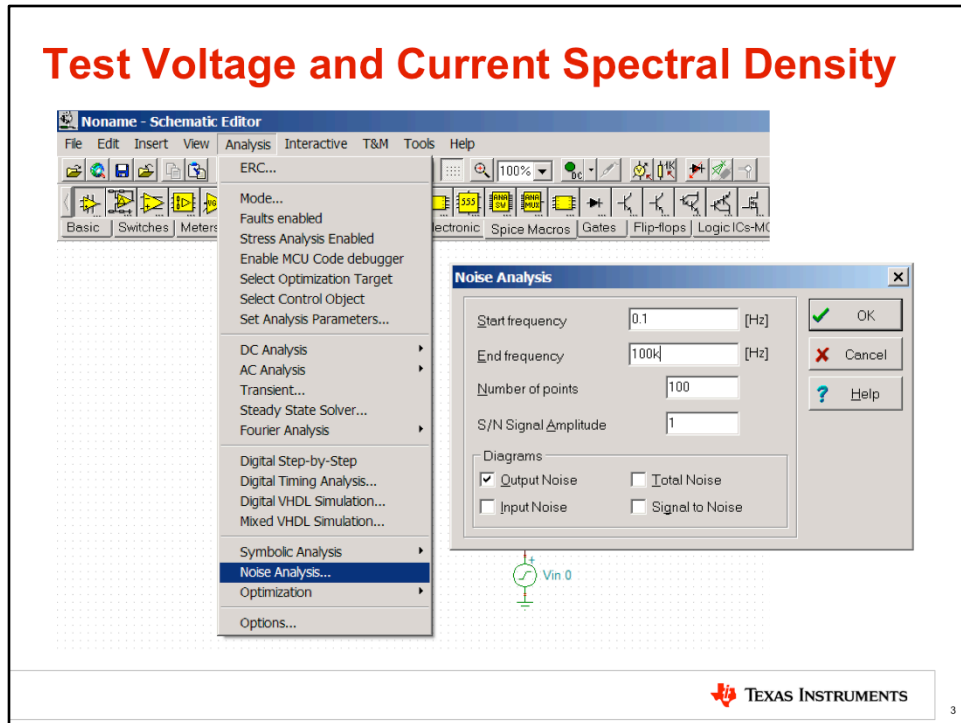 Test Voltage and Current Spectral Density
Noname - Schematic Editor
File Edit Insert View Analysis Interactive T&M Tools Help
100%
DC
1K
555
ANA SW
ANA MUX
Basic Switches Meters
Spice Macros Gates Flip-flops Logic ICs-MC
ERC...
Mode...
Faults enabled
Stress Analysis Enabled
Enable MCU Code debugger
Select Optimization Target
Select Control Object
Set Analysis Parameters...
DC Analysis
AC Analysis
Transient...
Steady State Solver...
Fourier Analysis
Digital Step-by-Step
Digital Timing Analysis...
Digital VHDL Simulation...
Mixed VHDL Simulation...
Symbolic Analysis
Noise Analysis...
Optimization
Options...
Noise Analysis
Start frequency 0.1 [Hz]
End frequency 100k [Hz]
Number of points 100
S/N Signal Amplitude 1
Diagrams
Output Noise Total Noise
Input Noise Signal to Noise
OK
Cancel
Help
Vin 0
TEXAS INSTRUMENTS
3